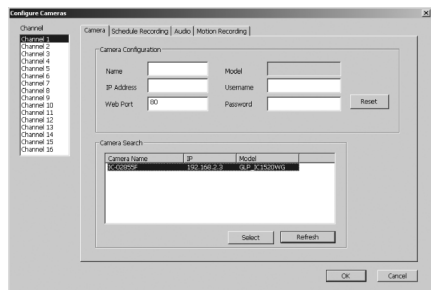 Configure Cameras
Channel
Channel 1
Channel 2
Channel 3
Channel 4
Channel 5
Channel 6
Channel 7
Channel 8
Channel 9
Channel 10
Channel 11
Channel 12
Channel 13
Channel 14
Channel 15
Channel 16
Camera Schedule Recording Audio Motion Recording
Camera Configuration
Name Model
IP Address Username
Web Port 80 Password Reset
Camera Search
Camera Name IP Model
IC-02855F 192.168.2.3 GLP_IC1520WG
Select Refresh
OK Cancel